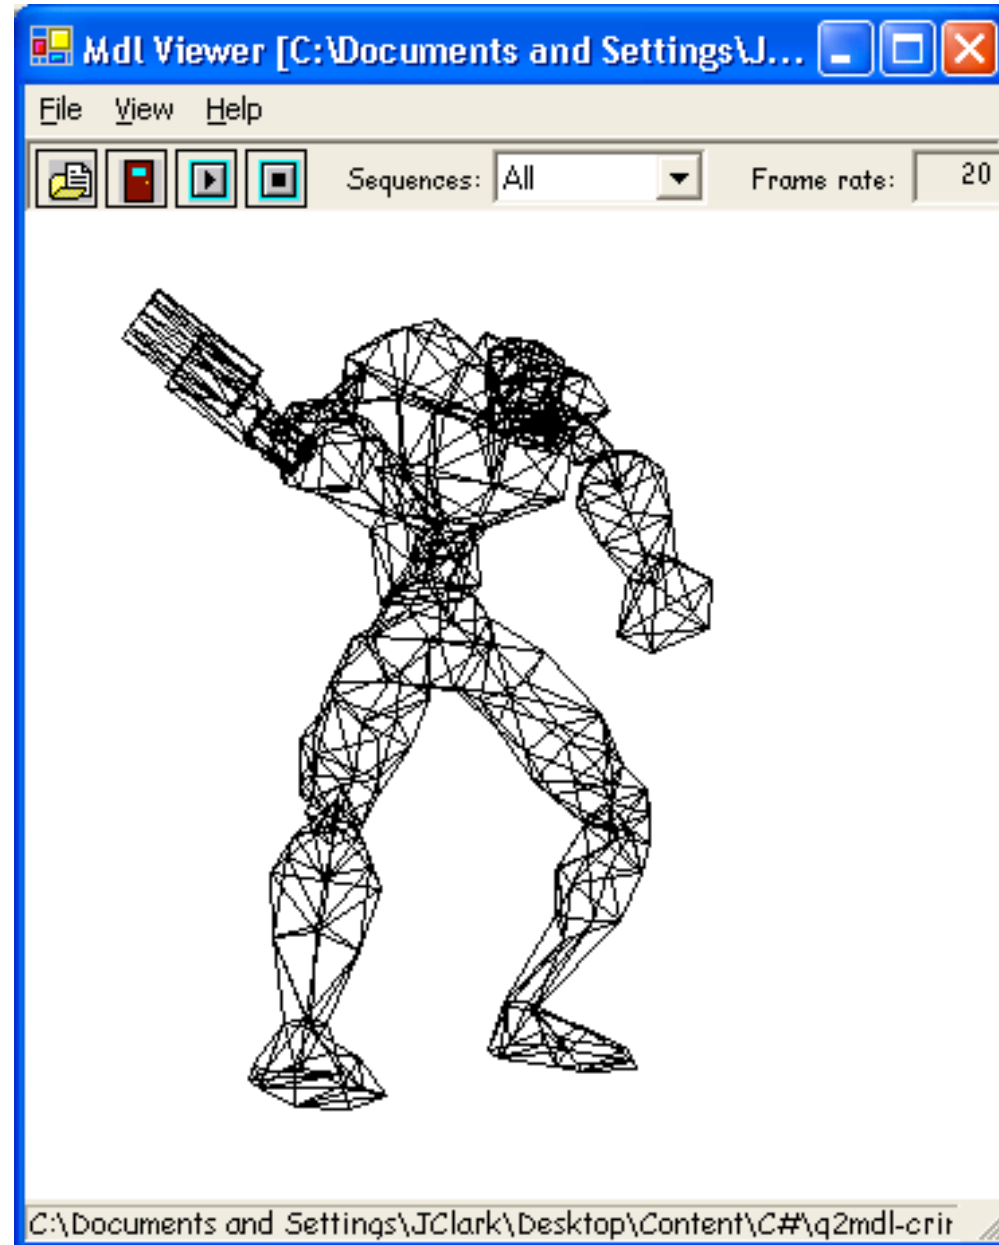 Mdl Viewer [C:\Documents and Settings\J...
File View Help
Sequences: All Frame rate: 20
C:\Documents and Settings\JClark\Desktop\Content\C#\q2mdl-crir